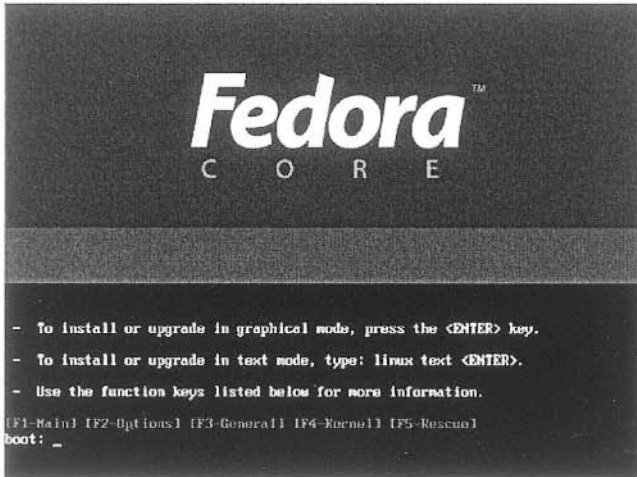 Fedora™
CORE
- To install or upgrade in graphical mode, press the <ENTER> key.
- To install or upgrade in text mode, type: linux text <ENTER>.
- Use the function keys listed below for more information.
[F1-Main] [F2-Options] [F3-General] [F4-Kernel] [F5-Rescue]
boot: _